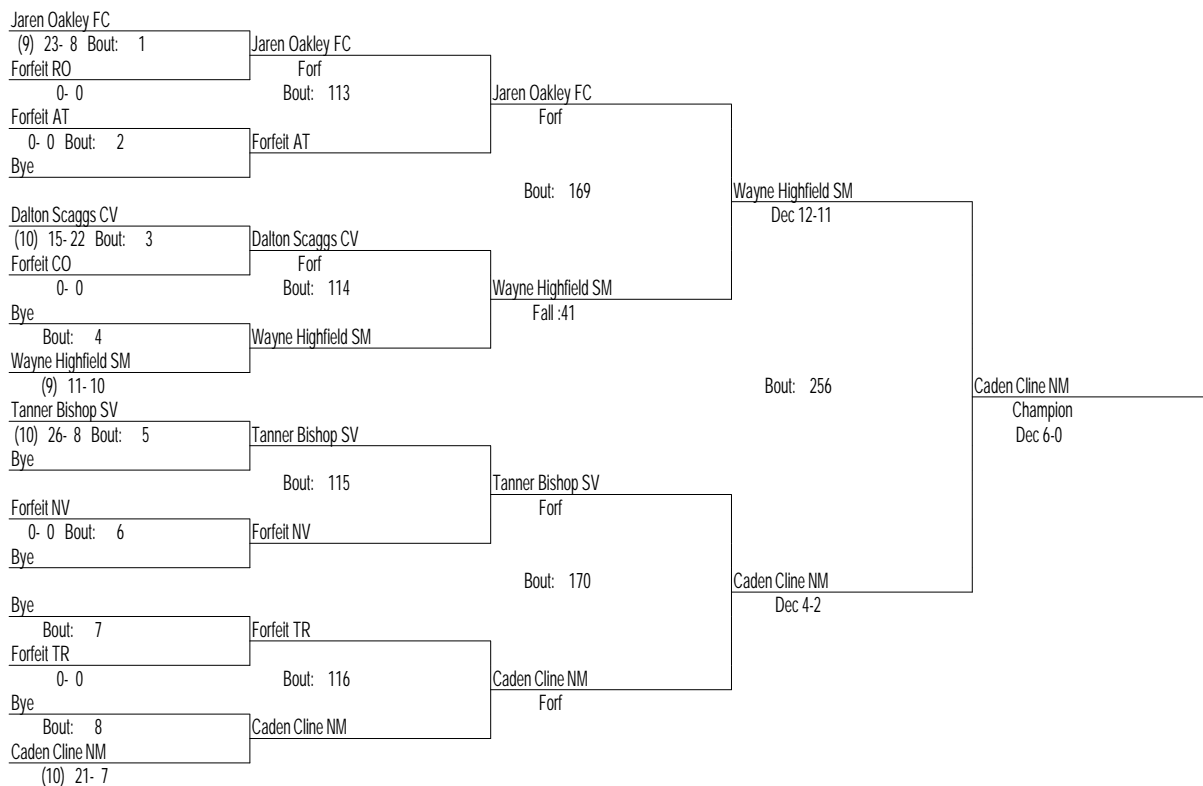 Jaren Oakley FC
(9) 23- 8 Bout: 1
Forfeit RO
0- 0
Forfeit AT
0- 0 Bout: 2
Bye
Dalton Scaggs CV
(10) 15- 22 Bout: 3
Forfeit CO
0- 0
Bye
Bout: 4
Wayne Highfield SM
(9) 11- 10
Tanner Bishop SV
(10) 26- 8 Bout: 5
Bye
Forfeit NV
0- 0 Bout: 6
Bye
Bye
Bout: 7
Forfeit TR
0- 0
Bye
Bout: 8
Caden Cline NM
(10) 21- 7
Jaren Oakley FC
Forf
Bout: 113
Forfeit AT
Dalton Scaggs CV
Forf
Bout: 114
Wayne Highfield SM
Tanner Bishop SV
Bout: 115
Forfeit NV
Forfeit TR
Bout: 116
Caden Cline NM
Jaren Oakley FC
Forf
Bout: 169
Wayne Highfield SM
Fall :41
Tanner Bishop SV
Forf
Bout: 170
Caden Cline NM
Forf
Wayne Highfield SM
Dec 12-11
Bout: 256
Caden Cline NM
Dec 4-2
Caden Cline NM
Champion
Dec 6-0